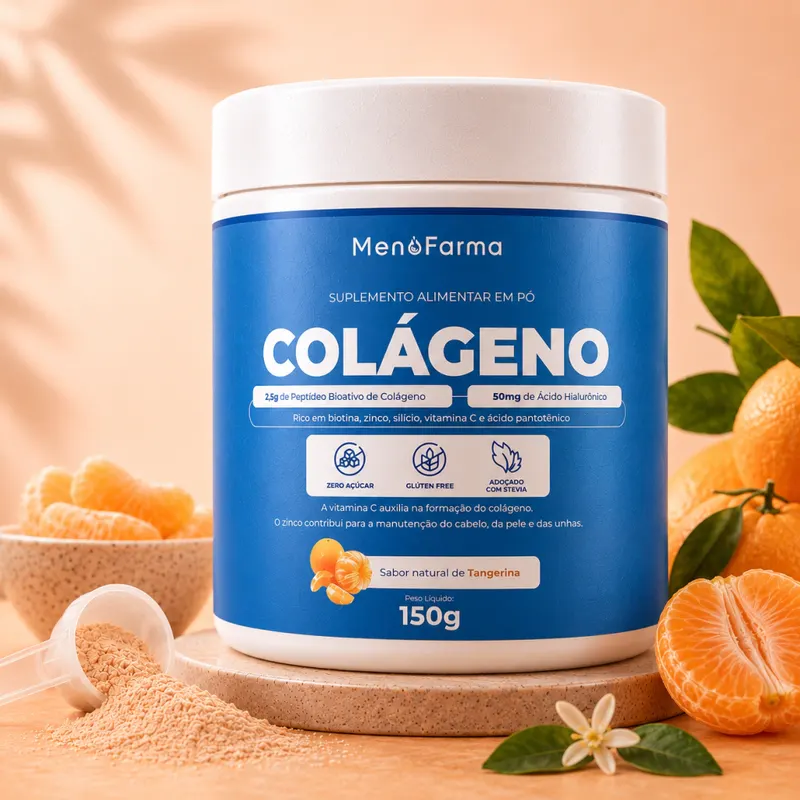 MenoFarma
SUPLEMENTO ALIMENTAR EM PÓ
COLÁGENO
2,5g de Peptídeo Bioativo de Colágeno
50mg de Ácido Hialurônico
Rico em biotina, zinco, silício, vitamina C e ácido pantotênico
ZERO AÇÚCAR
GLÚTEN FREE
ADOÇADO
COM STEVIA
A vitamina C auxilia na formação do colágeno.
O zinco contribui para a manutenção do cabelo, da pele e das unhas.
Sabor natural de Tangerina
Peso Líquido:
150g